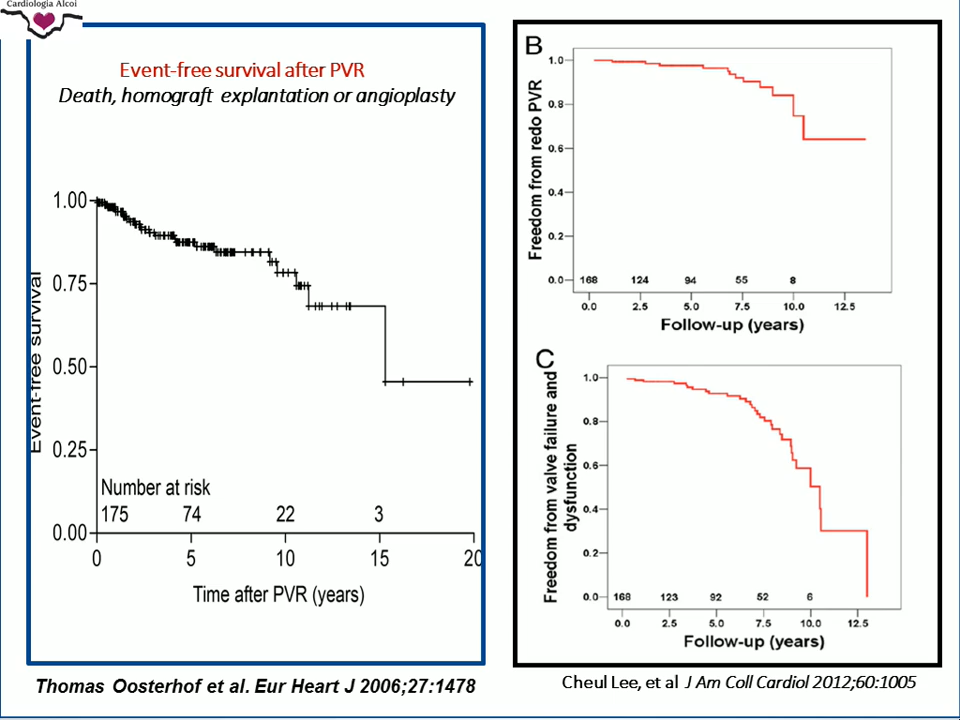 Cardiología Alcoi
Event-free survival after PVR
Death, homograft explantation or angioplasty
Event-free survival
1.00
0.75
0.50
0.25
0.00
Number at risk
175 74 22 3
0 5 10 15 20
Time after PVR (years)
Thomas Oosterhof et al. Eur Heart J 2006;27:1478
B
Freedom from redo PVR
1.0
0.8
0.6
0.4
0.2
0.0
168 124 94 55 8
0.0 2.5 5.0 7.5 10.0 12.5
Follow-up (years)
C
Freedom from valve failure and
dysfunction
1.0
0.8
0.6
0.4
0.2
0.0
168 123 92 52 6
0.0 2.5 5.0 7.5 10.0 12.5
Follow-up (years)
Cheul Lee, et al J Am Coll Cardiol 2012;60:1005